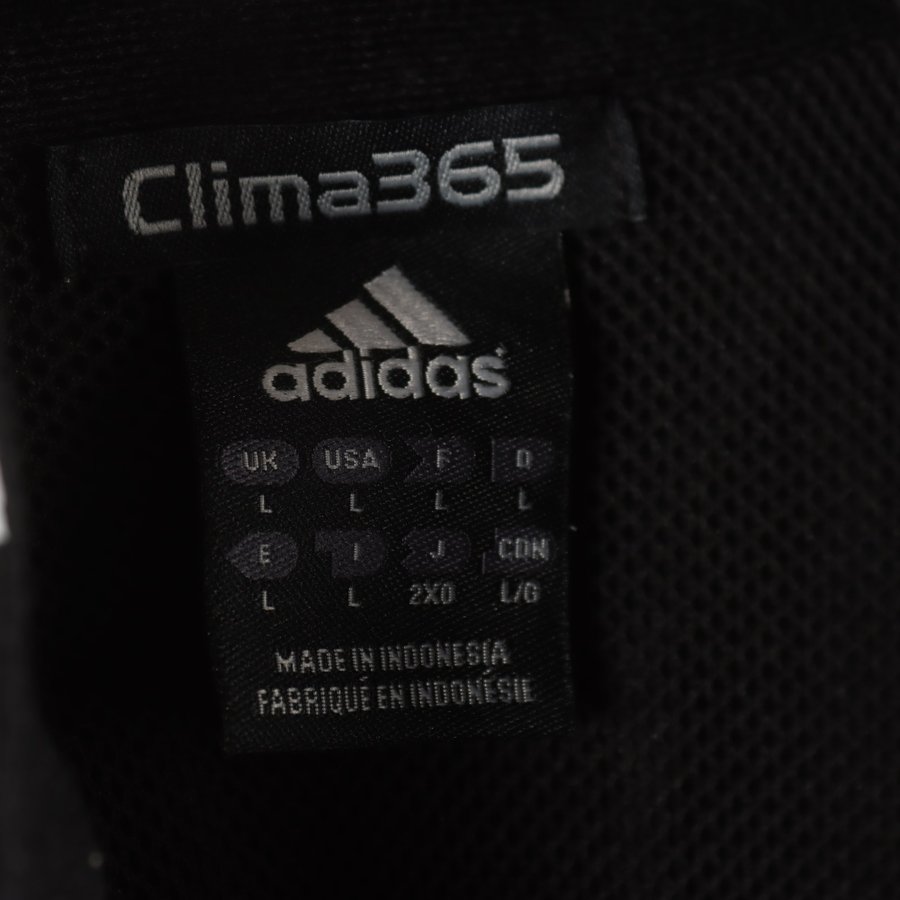 Clima365
adidas
UK USA F D
L L L L
E I J CDN
L L 2XO L/G
MADE IN INDONESIA
FABRIQUÉ EN INDONÉSIE